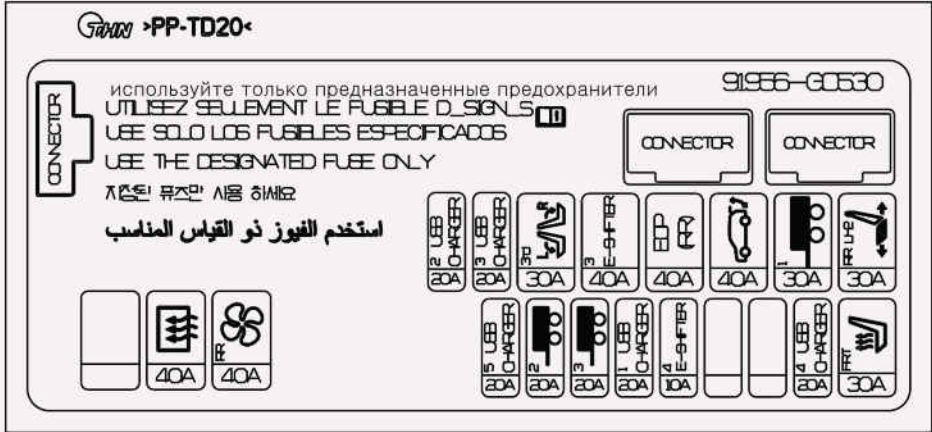 GTHN >PP-TD20<
91956-G0530
используйте только предназначенные предохранители
UTILISEZ SEULEMENT LE FUSIBLE D_SIGN_S
USE SOLO LOS FUSIBLES ESPECIFICADOS
USE THE DESIGNATED FUSE ONLY
지정된 퓨즈만 사용 하세요
استخدم الفيوز ذو القياس المناسب
CONNECTOR
CONNECTOR
CONNECTOR
2 USB CHARGER
20A
3 USB CHARGER
20A
L R
30A
3 E-SHIFTER
40A
ELP
40A
40A
1
30A
RR LH-2
30A
40A
RR
40A
5 USB CHARGER
20A
2
20A
3
20A
1 USB CHARGER
20A
4 E-SHIFTER
10A
4 USB CHARGER
20A
FRT
30A